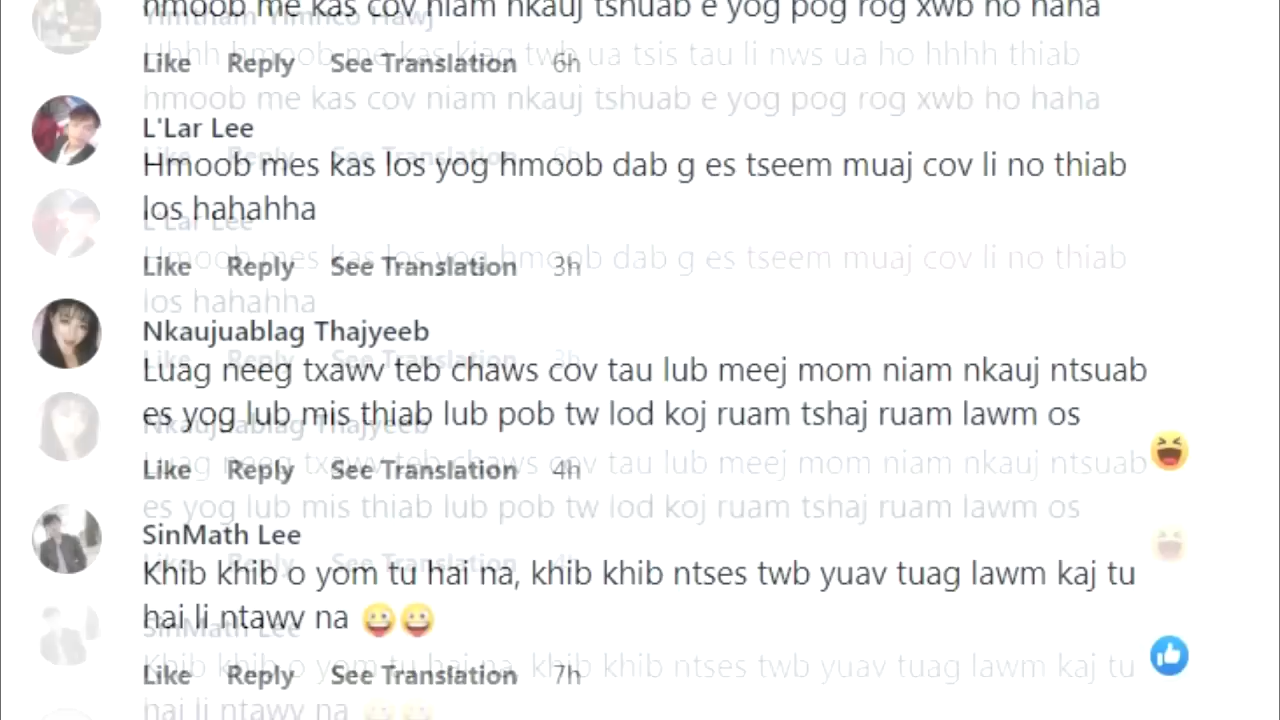 hmoob me kas cov niam nkauj tshuab e yog pog rog xwb ho haha
Like Reply See Translation 6h
L'Lar Lee
Hmoob mes kas los yog hmoob dab g es tseem muaj cov li no thiab
los hahahha
Like Reply See Translation 3h
Nkaujuablag Thajyeeb
Luag neeg txawv teb chaws cov tau lub meej mom niam nkauj ntsuab
es yog lub mis thiab lub pob tw lod koj ruam tshaj ruam lawm os
Like Reply See Translation 4h
SinMath Lee
Khib khib o yom tu hai na, khib khib ntses twb yuav tuag lawm kaj tu
hai li ntawv na 😜😜
Like Reply See Translation 7h